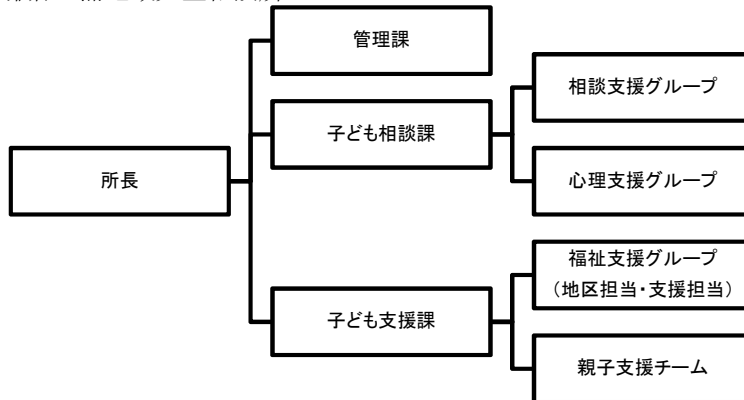 管理課
相談支援グループ
子ども相談課
所長
心理支援グループ
福祉支援グループ
（地区担当・支援担当）
子ども支援課
親子支援チーム